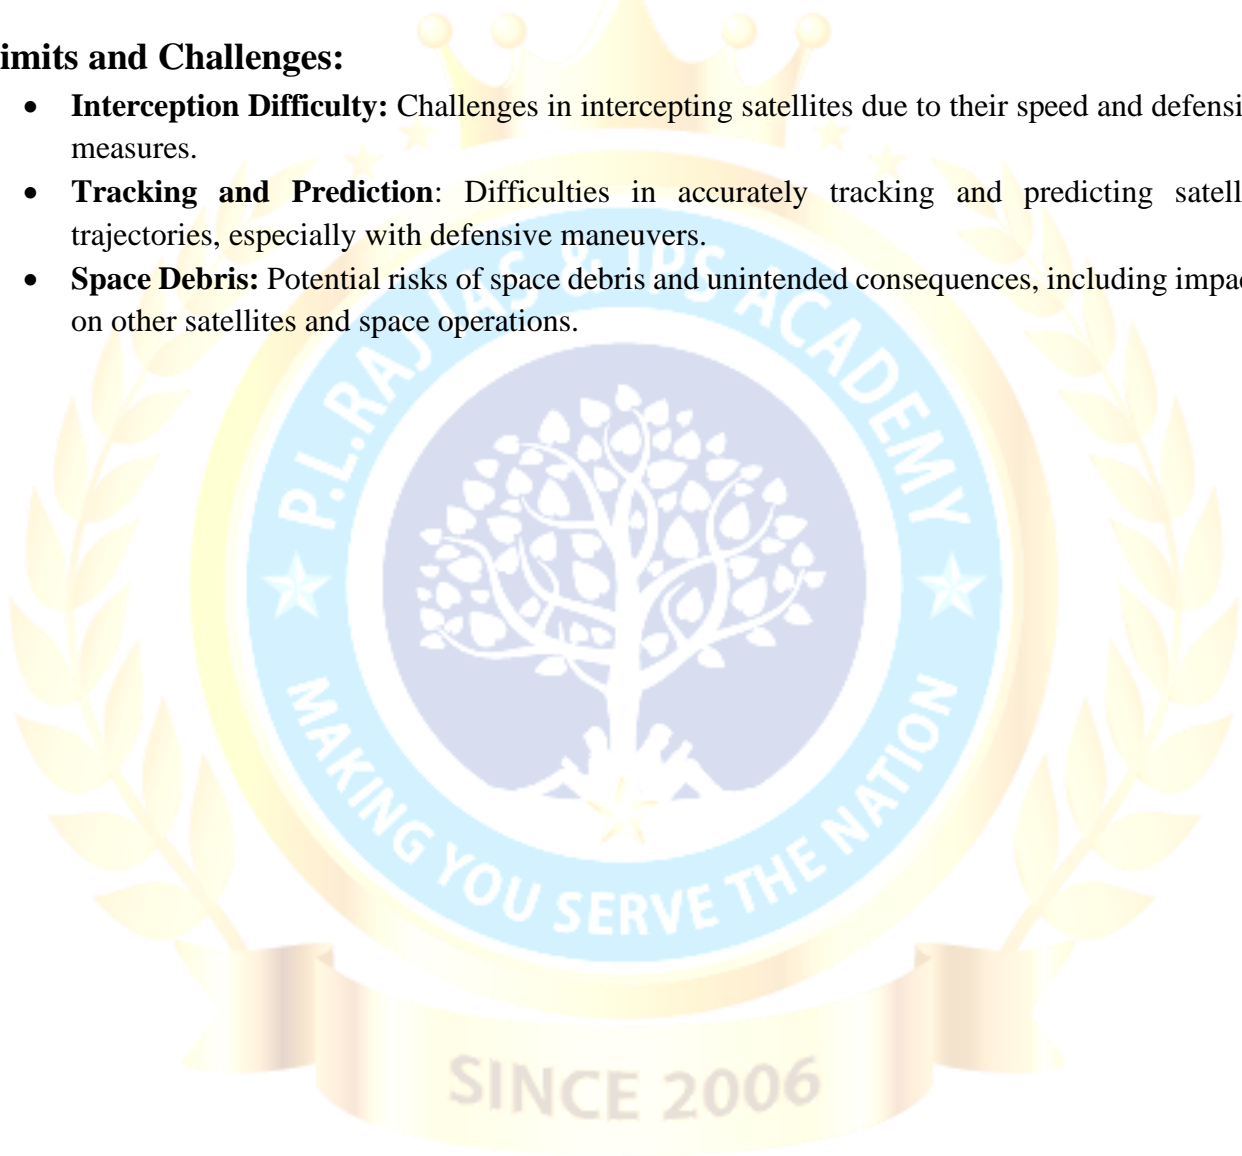 imits and Challenges:
• Interception Difficulty: Challenges in intercepting satellites due to their speed and defensi
measures.
• Tracking and Prediction: Difficulties in accurately tracking and predicting satell
trajectories, especially with defensive maneuvers.
• Space Debris: Potential risks of space debris and unintended consequences, including impa
on other satellites and space operations.
P.L.RAJ IAS & IPS ACADEMY
MAKING YOU SERVE THE NATION
SINCE 2006